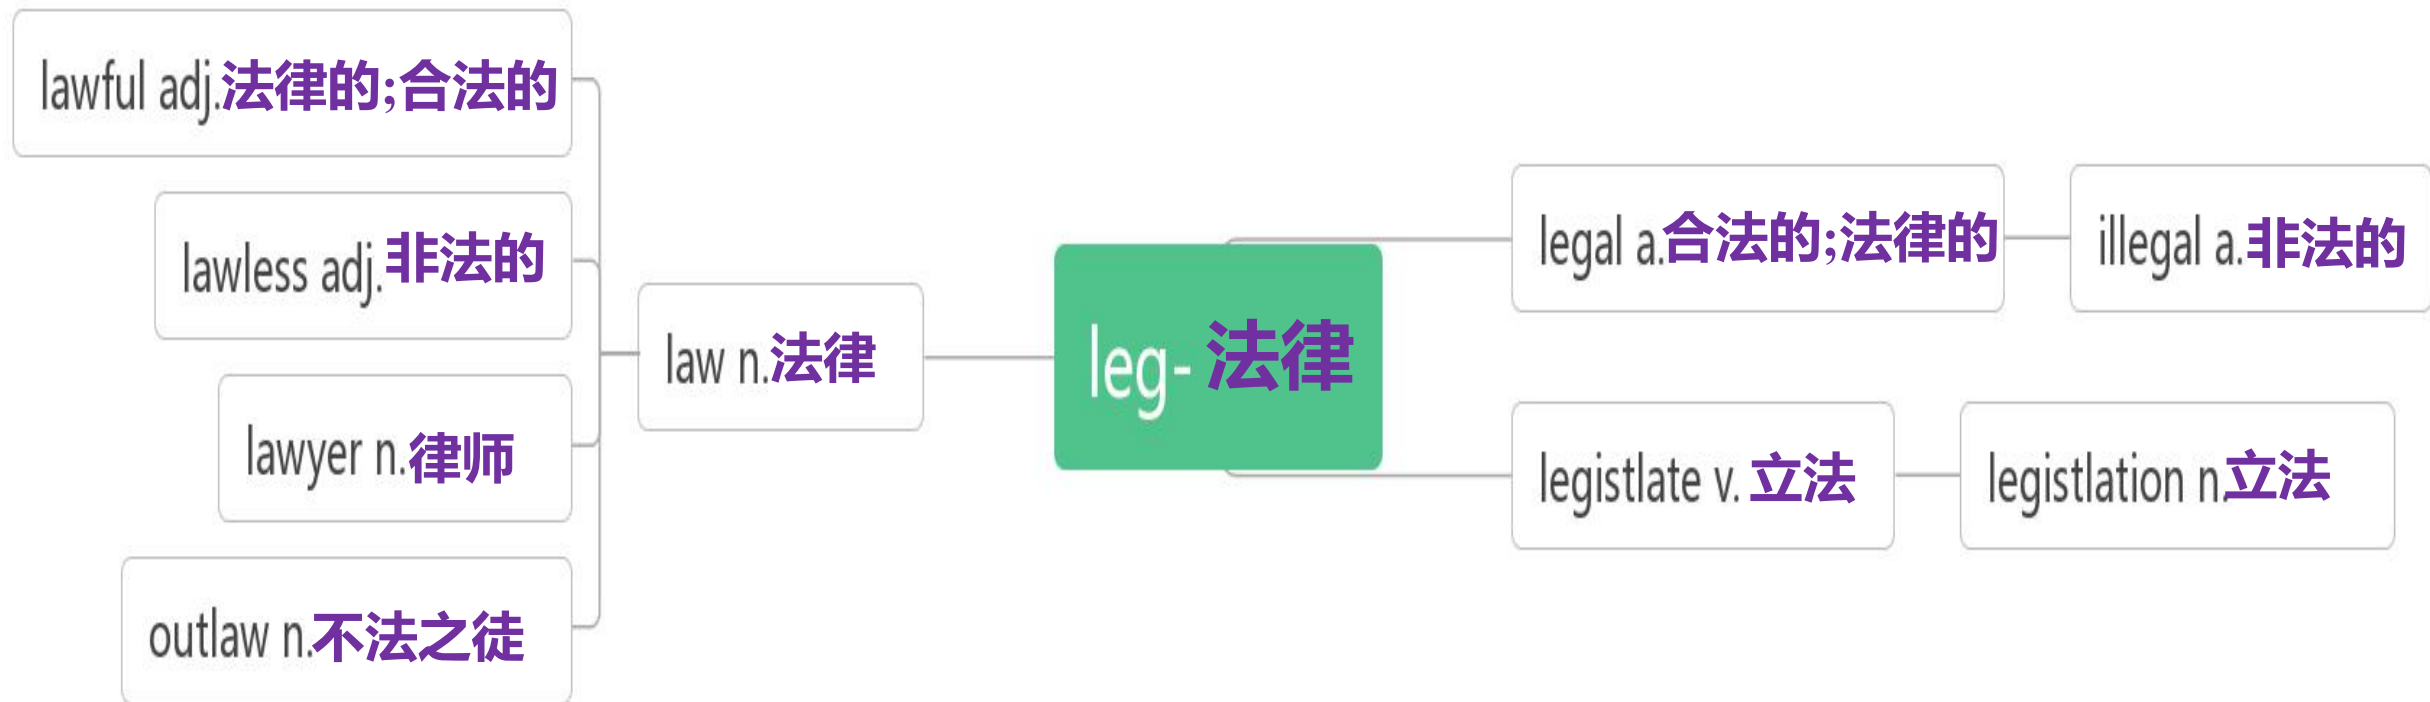 lawful adj.法律的;合法的
lawless adj.非法的
lawyer n.律师
outlaw n.不法之徒
law n.法律
leg-法律
legal a.合法的;法律的
illegal a.非法的
legistlate v.立法
legistlation n.立法